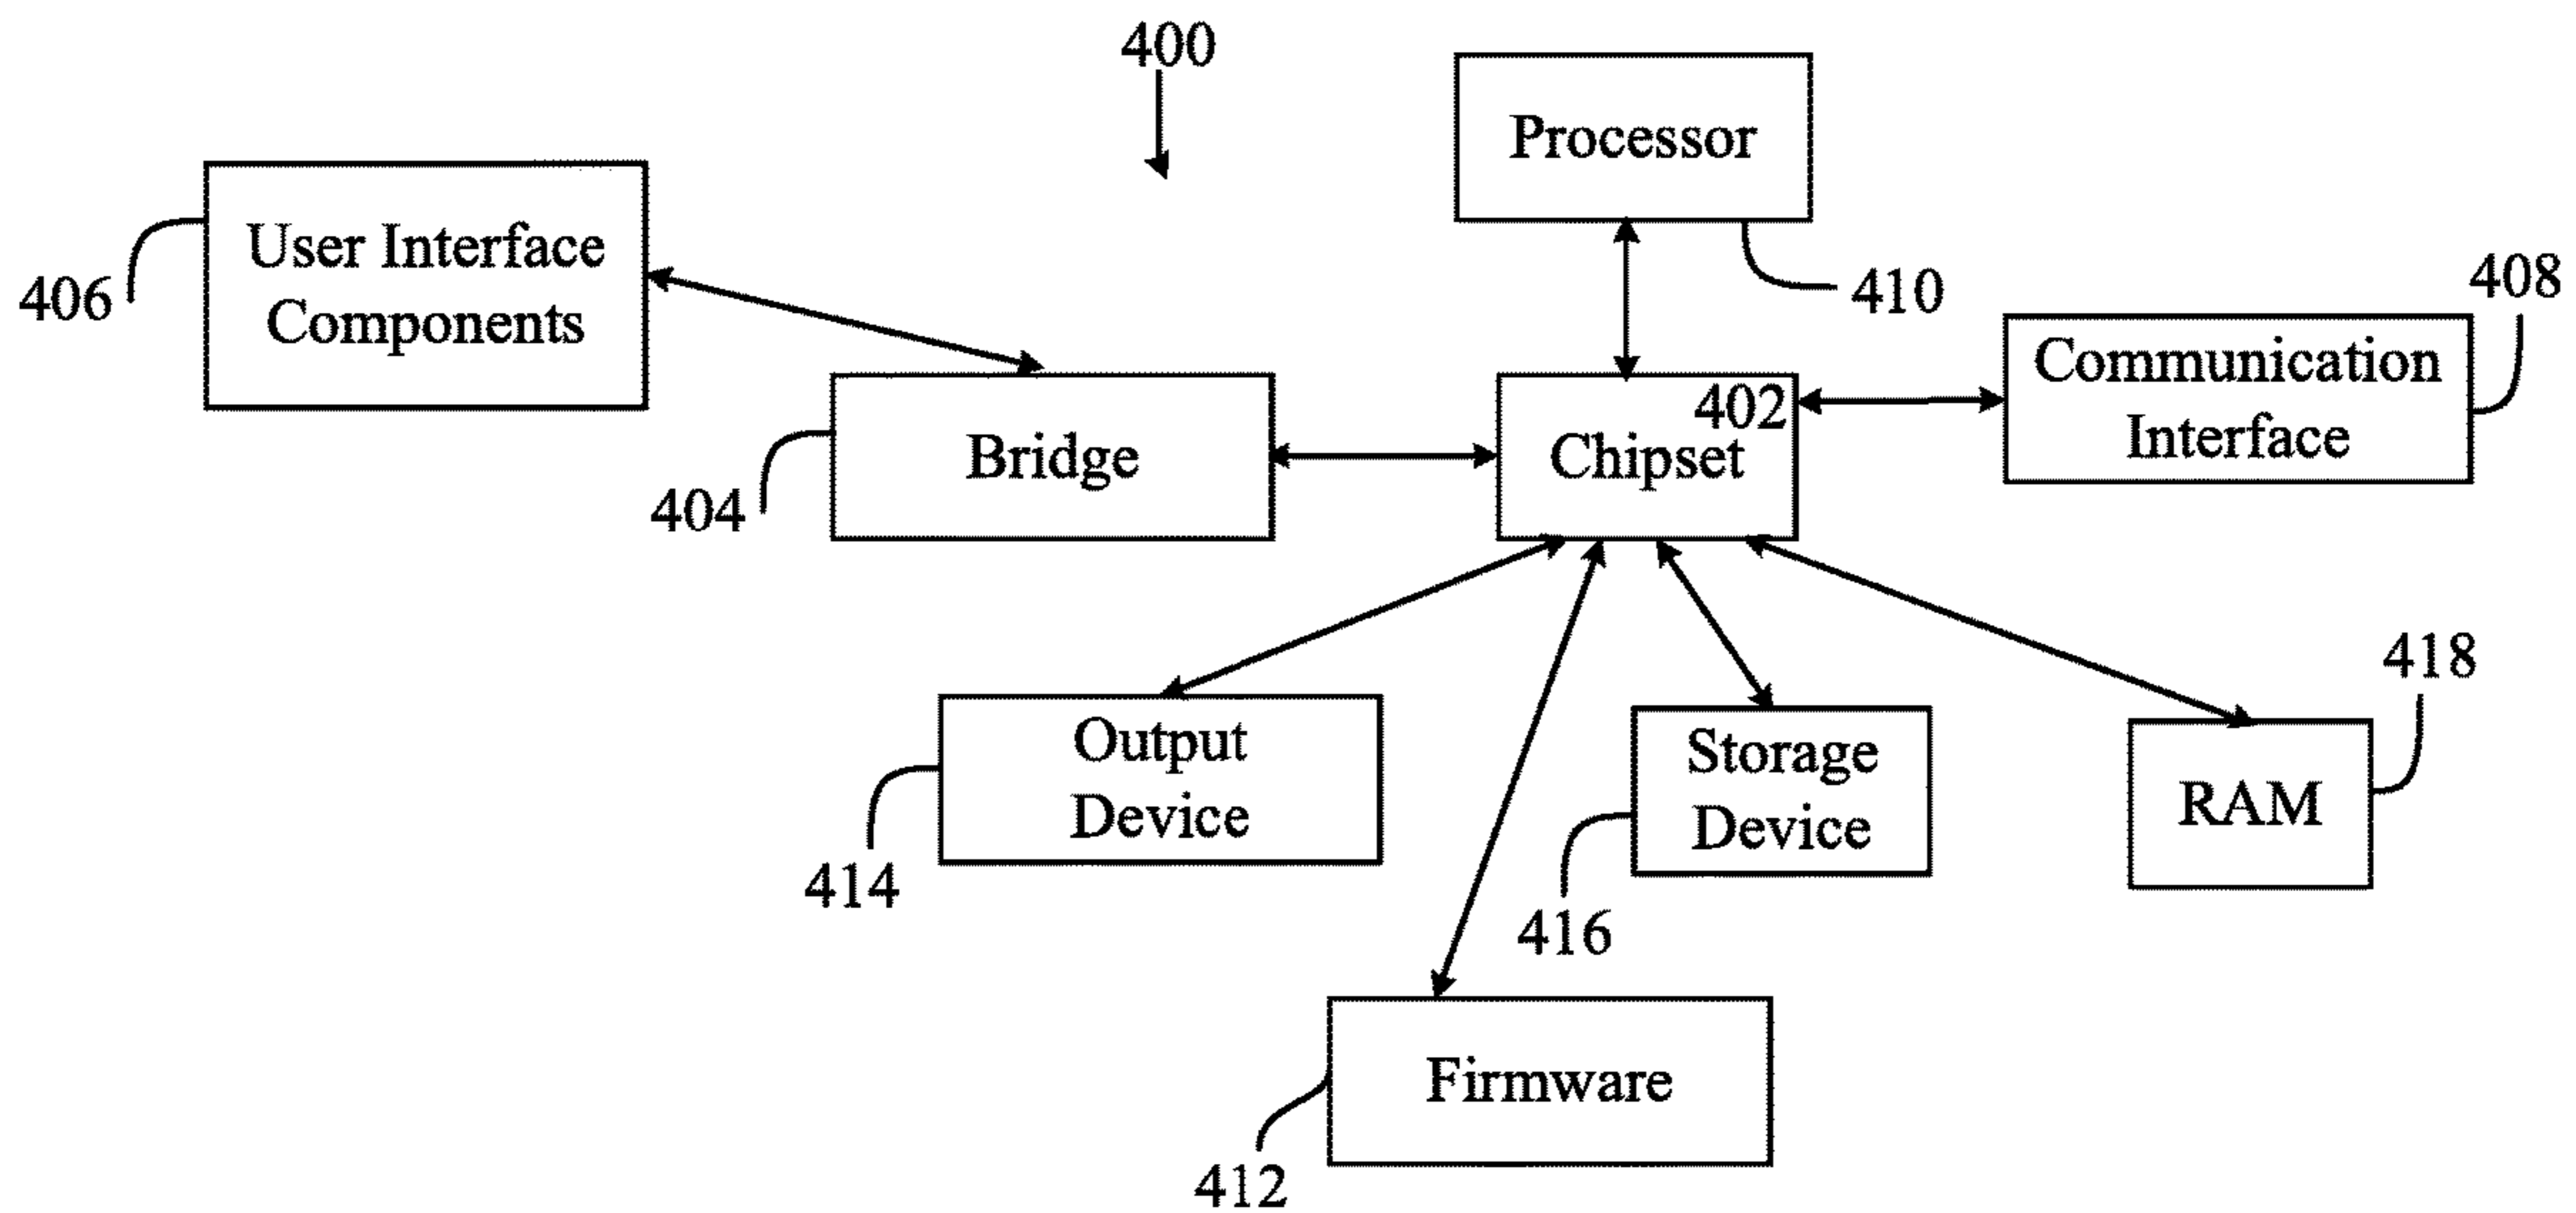 400
Processor
User Interface
Components
406
410
408
Communication
Interface
402
Chipset
Bridge
404
418
Output
Device
414
Storage
Device
416
RAM
Firmware
412